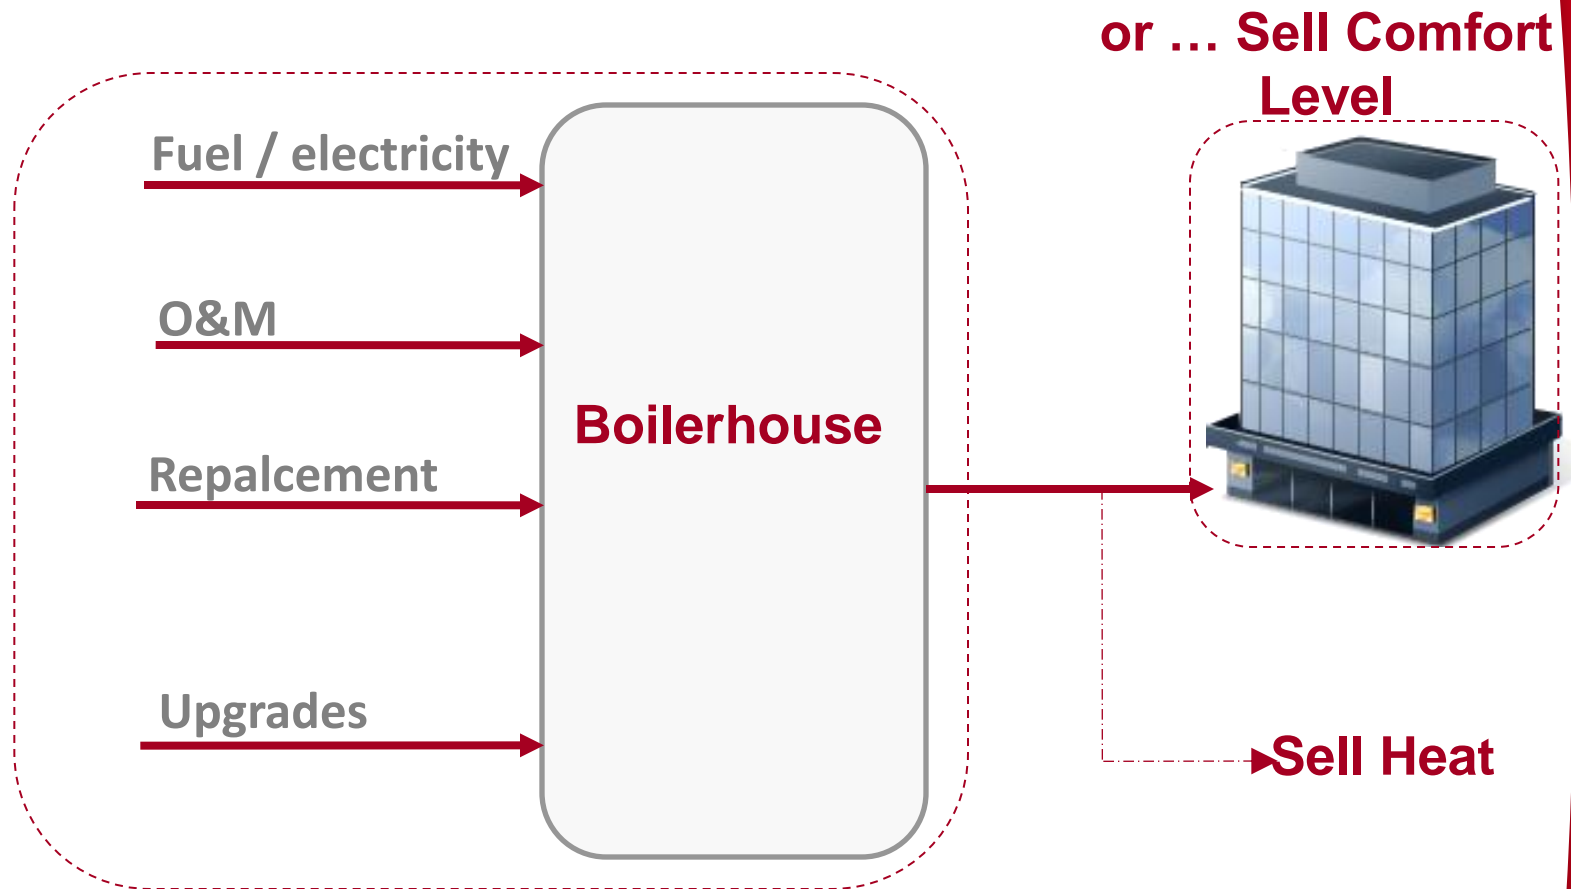 or … Sell Comfort
Level
Fuel / electricity
O&M
Boilerhouse
Repalcement
Upgrades
Sell Heat